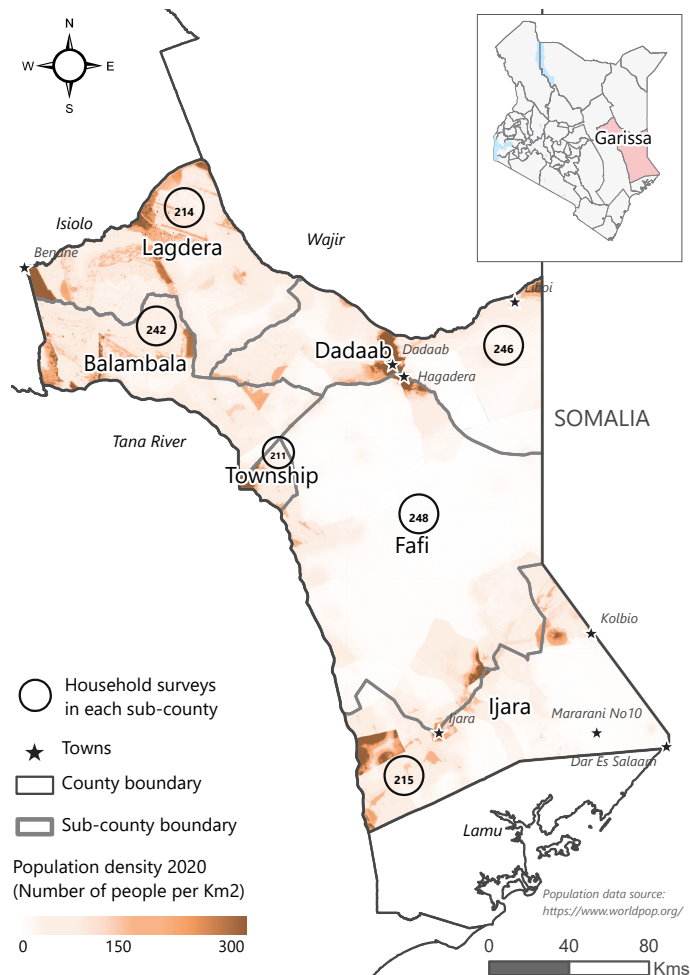 N
W
E
S
Garissa
214
Isiolo
Lagdera
Wajir
Benane
242
Balambala
Liboi
246
Dadaab
Dadaab
Hagadera
SOMALIA
Tana River
211
Township
248
Fafi
Kolbio
Household surveys
in each sub-county
Ijara
Ijara
Mararani No10
Towns
Dar Es Salaam
215
County boundary
Sub-county boundary
Lamu
Population density 2020
(Number of people per Km2)
0 150 300
Population data source:
https://www.worldpop.org/
0 40 80
Kms